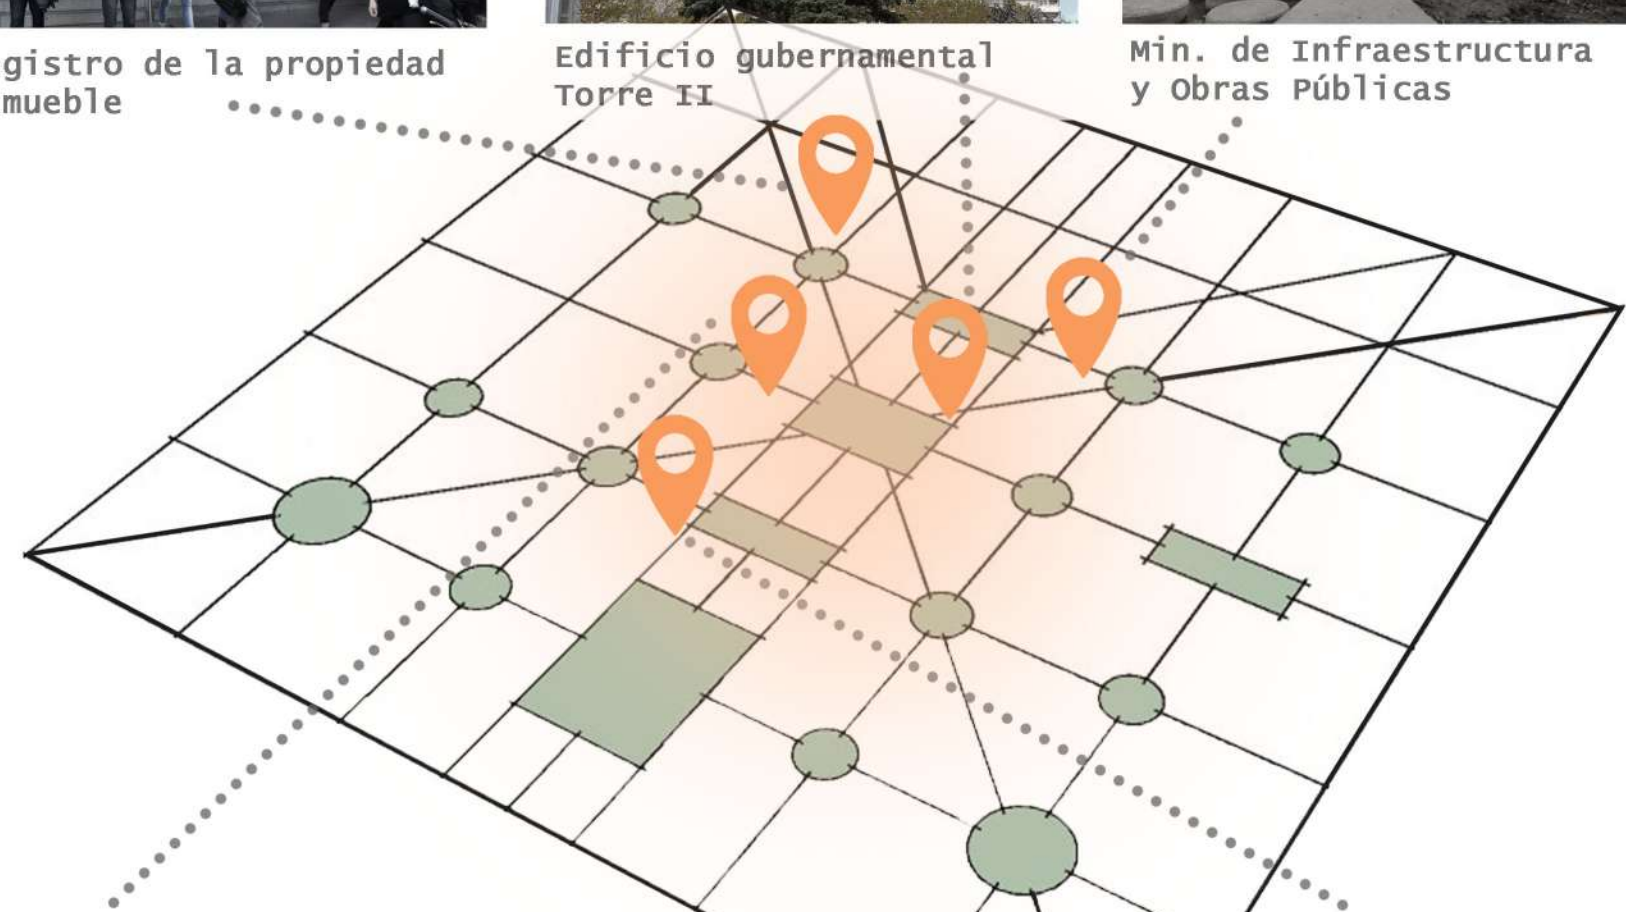 gistro de la propiedad
mueble
Edificio gubernamental
Torre II
Min. de Infraestructura
y Obras Públicas